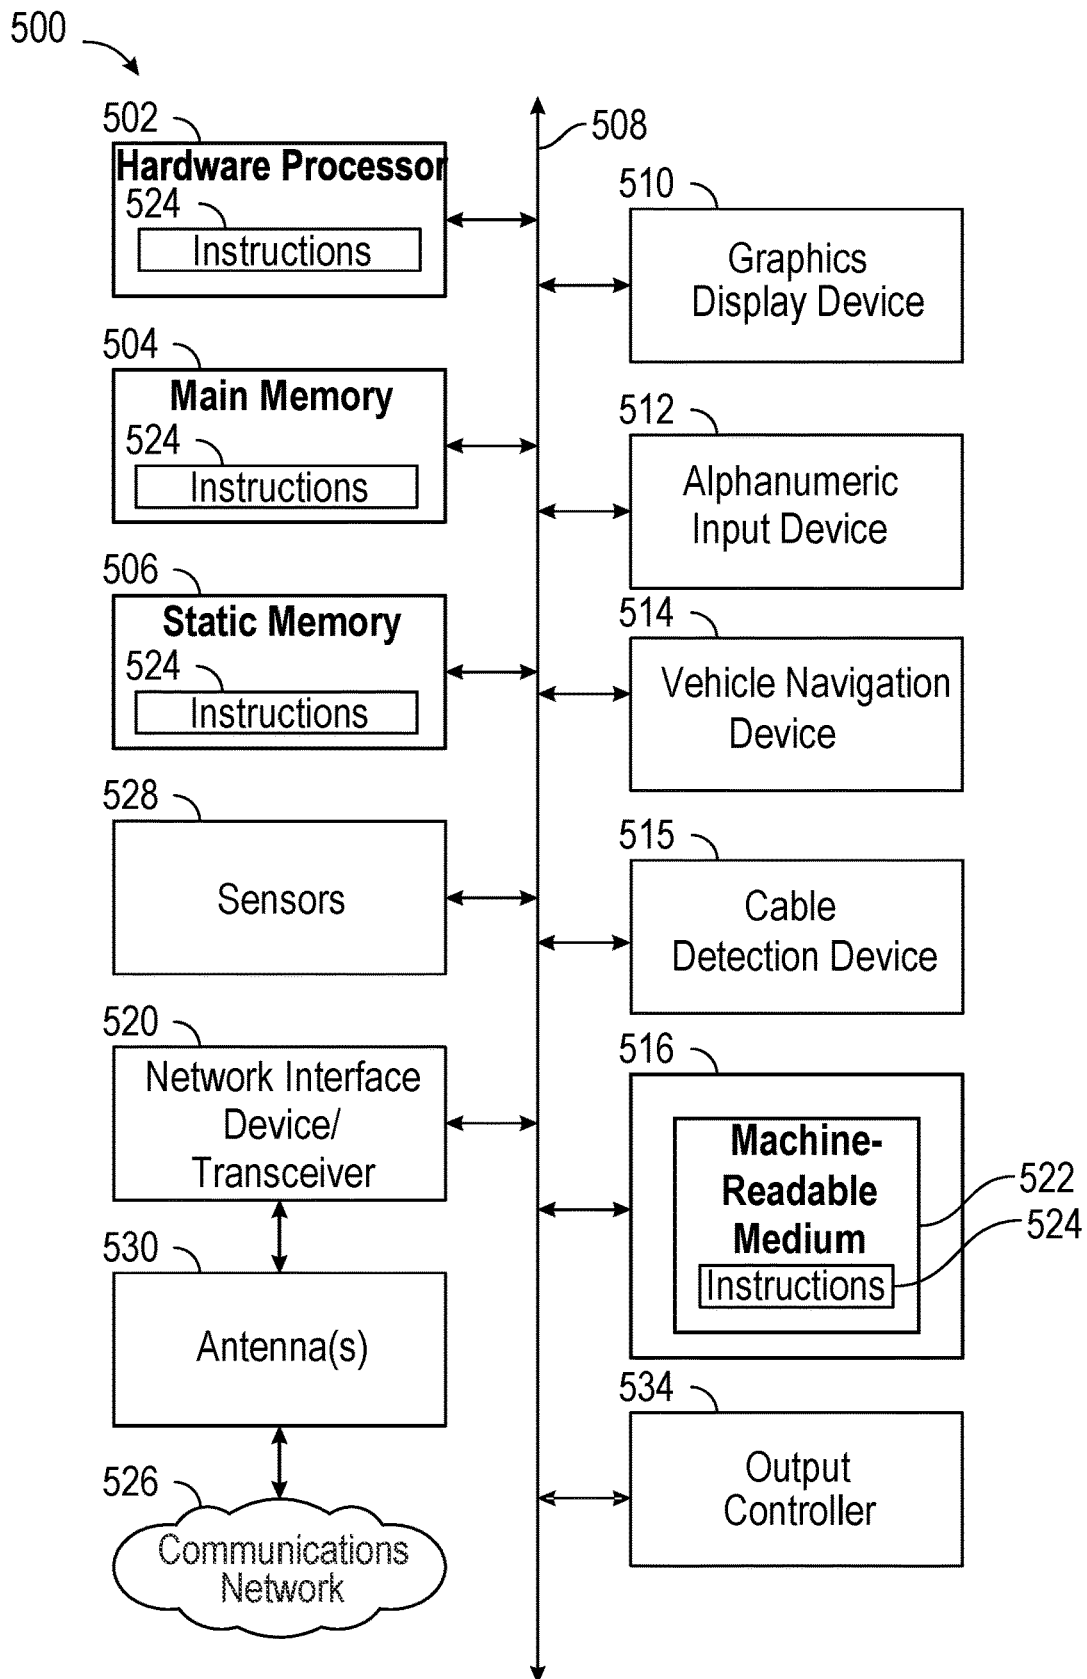 500
502
Hardware Processor
524
Instructions
504
Main Memory
524
Instructions
506
Static Memory
524
Instructions
528
Sensors
520
Network Interface
Device/
Transceiver
530
Antenna(s)
526
Communications
Network
508
510
Graphics
Display Device
512
Alphanumeric
Input Device
514
Vehicle Navigation
Device
515
Cable
Detection Device
516
Machine-
Readable
Medium
Instructions
522
524
534
Output
Controller